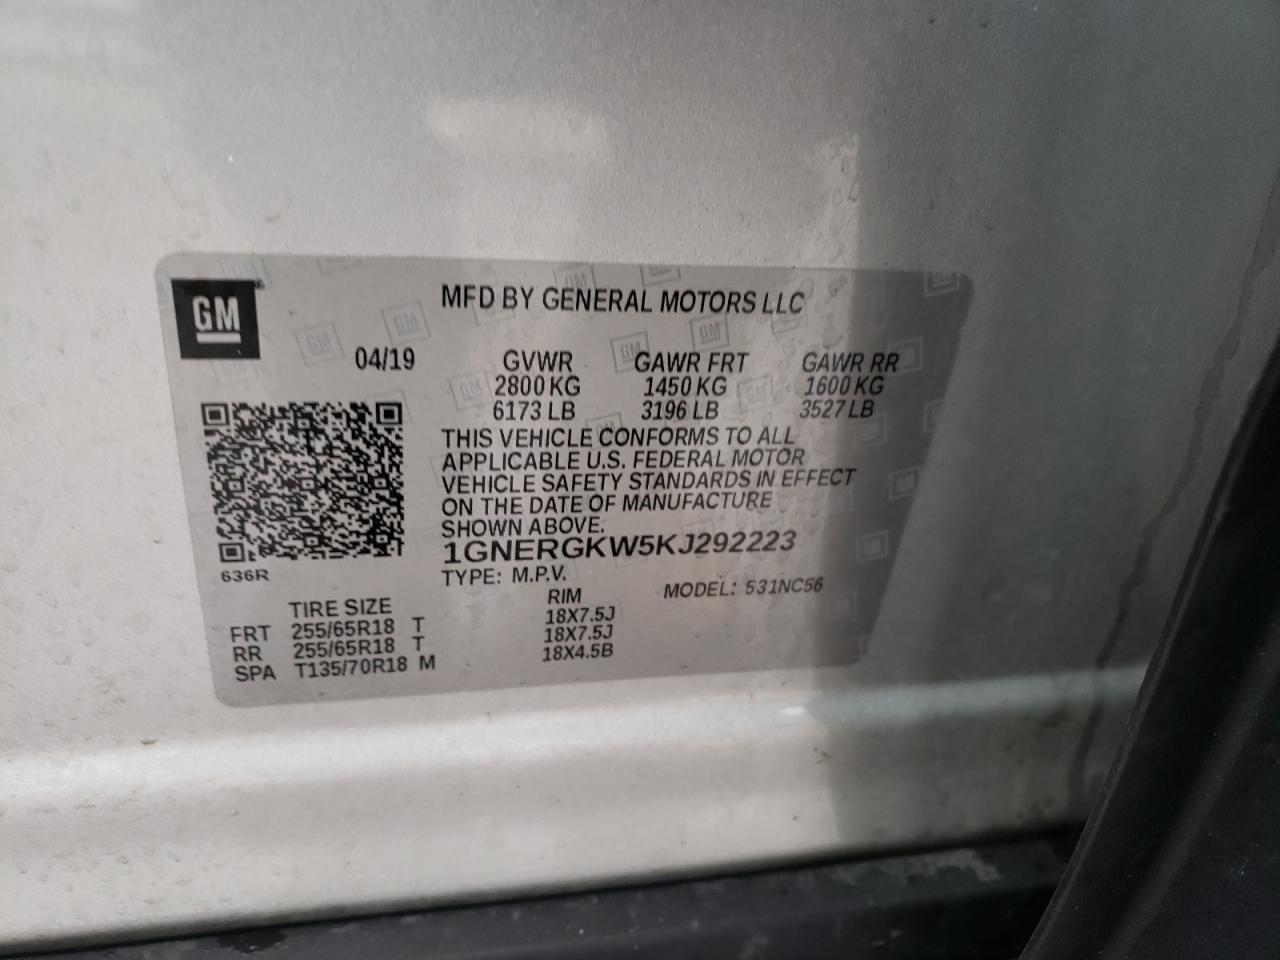 GM
MFD BY GENERAL MOTORS LLC
04/19 GVWR GAWR FRT GAWR RR
2800 KG 1450 KG 1600 KG
6173 LB 3196 LB 3527 LB
THIS VEHICLE CONFORMS TO ALL
APPLICABLE U.S. FEDERAL MOTOR
VEHICLE SAFETY STANDARDS IN EFFECT
ON THE DATE OF MANUFACTURE
SHOWN ABOVE.
1GNERGKW5KJ292223
636R
TYPE: M.P.V. MODEL: 531NC56
TIRE SIZE RIM
FRT 255/65R18 T 18X7.5J
RR 255/65R18 T 18X7.5J
SPA T135/70R18 M 18X4.5B